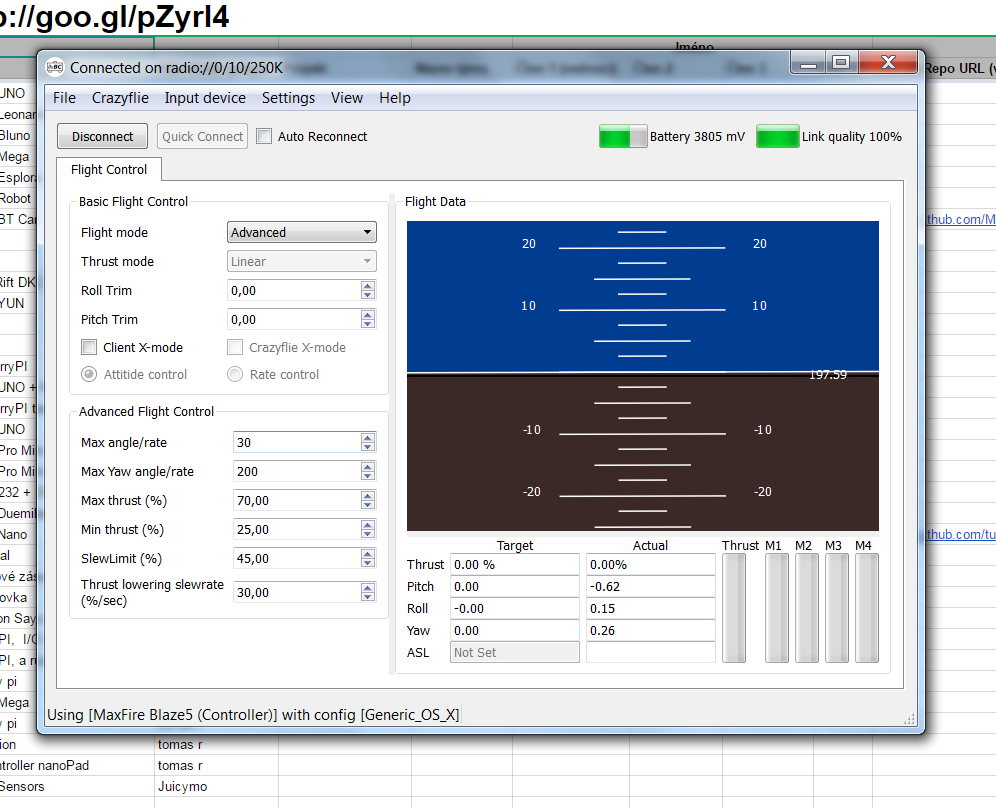 p://goo.gl/pZyrl4
Jméno
Repo URL (v
Connected on radio://0/10/250K
File Crazyflie Input device Settings View Help
Disconnect Quick Connect Auto Reconnect Battery 3805 mV Link quality 100%
Flight Control
Basic Flight Control
Flight mode Advanced
Thrust mode Linear
Roll Trim 0,00
Pitch Trim 0,00
Client X-mode Crazyflie X-mode
Attitide control Rate control
Advanced Flight Control
Max angle/rate 30
Max Yaw angle/rate 200
Max thrust (%) 70,00
Min thrust (%) 25,00
SlewLimit (%) 45,00
Thrust lowering slewrate
(%/sec) 30,00
Flight Data
20 20
10 10
197.59
-10 -10
-20 -20
Target Actual Thrust M1 M2 M3 M4
Thrust 0.00 % 0.00%
Pitch 0.00 -0.62
Roll -0.00 0.15
Yaw 0.00 0.26
ASL Not Set
Using [MaxFire Blaze5 (Controller)] with config [Generic_OS_X]
UNO
Leonar
Bluno
Mega
Esplora
Robot
BT Car
Rift DK
YUN
rryPI
UNO +
rryPI t
UNO
Pro Mi
Pro Mi
232 +
Duemil
Nano
al
ové zás
ovka
on Say
PI, I/O
PI, a ru
y pi
Mega
y pi
ion tomas r
ntroller nanoPad tomas r
Sensors Juicymo
thub.com/M
thub.com/tu